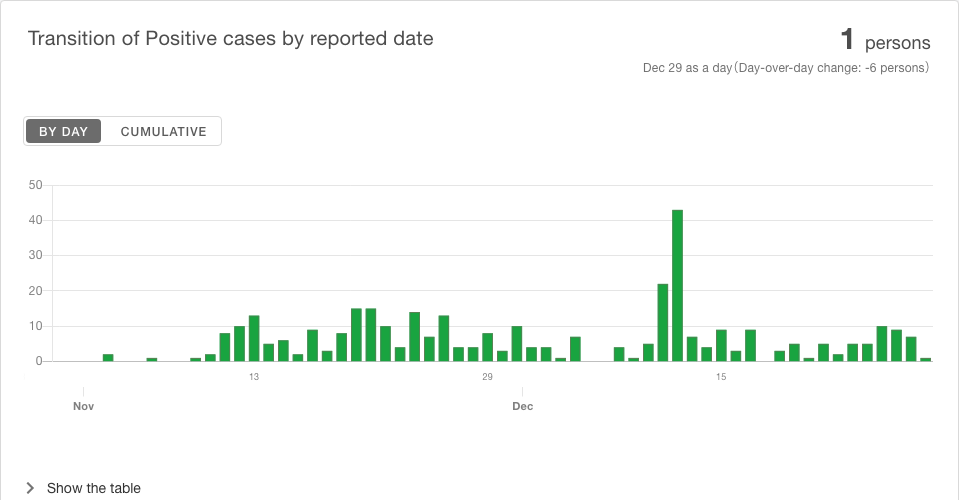 Transition of Positive cases by reported date
1 persons
Dec 29 as a day(Day-over-day change: -6 persons)
BY DAY CUMULATIVE
50
40
30
20
10
0
13 29 15
Nov Dec
Show the table